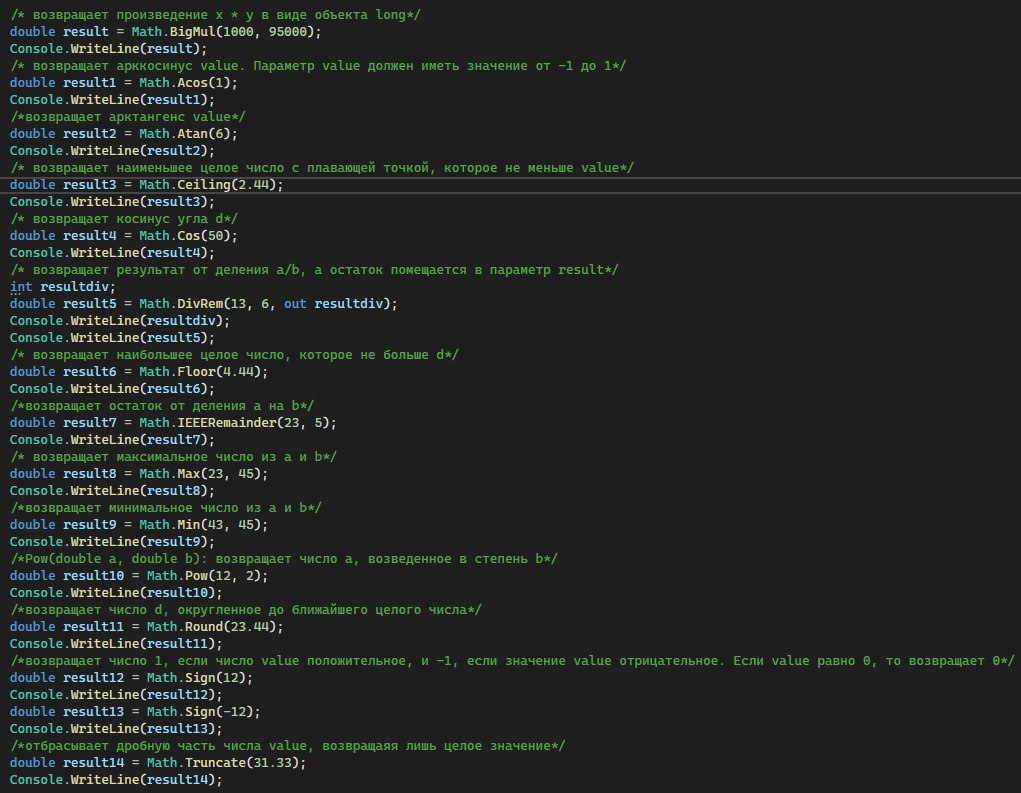 /* возвращает произведение x * y в виде объекта long*/
double result = Math.BigMul(1000, 95000);
Console.WriteLine(result);
/* возвращает арккосинус value. Параметр value должен иметь значение от -1 до 1*/
double result1 = Math.Acos(1);
Console.WriteLine(result1);
/*возвращает арктангенс value*/
double result2 = Math.Atan(6);
Console.WriteLine(result2);
/* возвращает наименьшее целое число с плавающей точкой, которое не меньше value*/
double result3 = Math.Ceiling(2.44);
Console.WriteLine(result3);
/* возвращает косинус угла d*/
double result4 = Math.Cos(50);
Console.WriteLine(result4);
/* возвращает результат от деления a/b, а остаток помещается в параметр result*/
int resultdiv;
double result5 = Math.DivRem(13, 6, out resultdiv);
Console.WriteLine(resultdiv);
Console.WriteLine(result5);
/* возвращает наибольшее целое число, которое не больше d*/
double result6 = Math.Floor(4.44);
Console.WriteLine(result6);
/*возвращает остаток от деления a на b*/
double result7 = Math.IEEERemainder(23, 5);
Console.WriteLine(result7);
/* возвращает максимальное число из a и b*/
double result8 = Math.Max(23, 45);
Console.WriteLine(result8);
/*возвращает минимальное число из a и b*/
double result9 = Math.Min(43, 45);
Console.WriteLine(result9);
/*Pow(double a, double b): возвращает число a, возведенное в степень b*/
double result10 = Math.Pow(12, 2);
Console.WriteLine(result10);
/*возвращает число d, округленное до ближайшего целого числа*/
double result11 = Math.Round(23.44);
Console.WriteLine(result11);
/*возвращает число 1, если число value положительное, и -1, если значение value отрицательное. Если value равно 0, то возвращает 0*/
double result12 = Math.Sign(12);
Console.WriteLine(result12);
double result13 = Math.Sign(-12);
Console.WriteLine(result13);
/*отбрасывает дробную часть числа value, возвращаяя лишь целое значение*/
double result14 = Math.Truncate(31.33);
Console.WriteLine(result14);